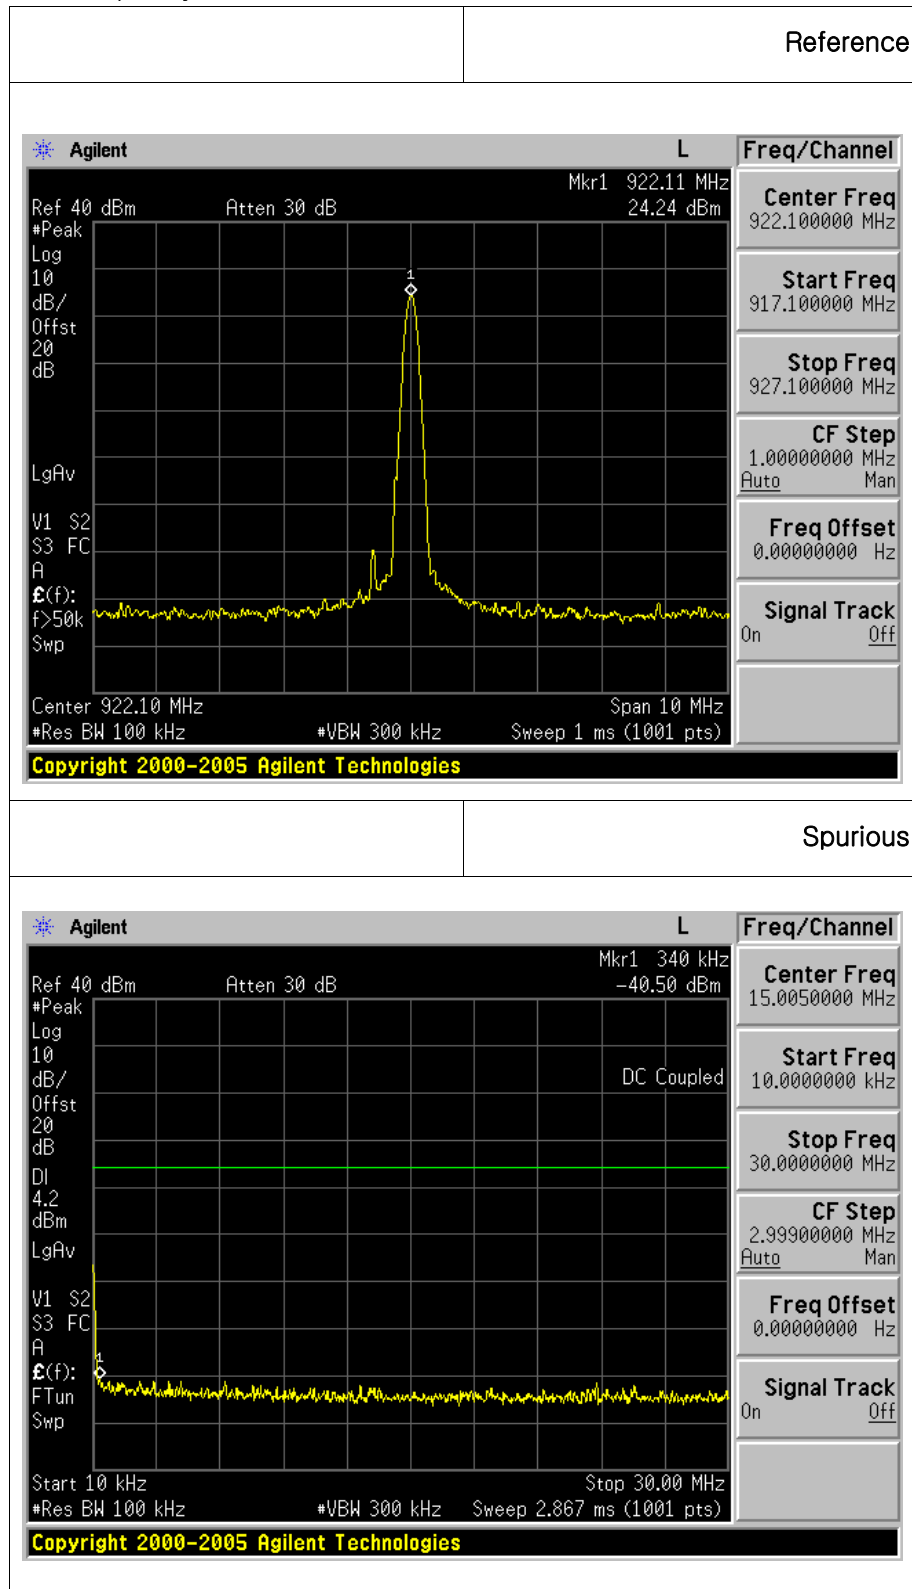 Reference
Agilent L Freq/Channel
Mkr1 922.11 MHz
Ref 40 dBm Atten 30 dB 24.24 dBm
#Peak
Log
10
dB/
Offst
20
dB
LgAv
V1 S2
S3 FC
A
£(f):
f>50k
Swp
1
Center 922.10 MHz Span 10 MHz
#Res BW 100 kHz #VBW 300 kHz Sweep 1 ms (1001 pts)
Copyright 2000-2005 Agilent Technologies
Center Freq
922.100000 MHz
Start Freq
917.100000 MHz
Stop Freq
927.100000 MHz
CF Step
1.00000000 MHz
Auto Man
Freq Offset
0.00000000 Hz
Signal Track
On Off
Spurious
Agilent L Freq/Channel
Mkr1 340 kHz
Ref 40 dBm Atten 30 dB -40.50 dBm
#Peak
Log
10
dB/
Offst
20
dB
DI
4.2
dBm
LgAv
V1 S2
S3 FC
A
£(f):
FTun
Swp
DC Coupled
1
Start 10 kHz Stop 30.00 MHz
#Res BW 100 kHz #VBW 300 kHz Sweep 2.867 ms (1001 pts)
Copyright 2000-2005 Agilent Technologies
Center Freq
15.0050000 MHz
Start Freq
10.0000000 kHz
Stop Freq
30.0000000 MHz
CF Step
2.99900000 MHz
Auto Man
Freq Offset
0.00000000 Hz
Signal Track
On Off